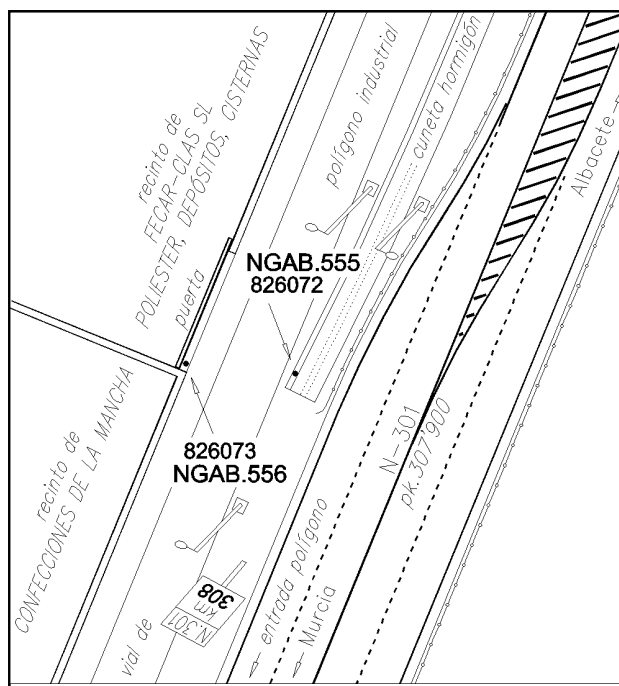 recinto de
FECAR-CLAS SL
POLIESTER, DEPÓSITOS, CISTERNAS
puerta
polígono industrial
cuneta hormigón
Albacete
NGAB.555
826072
826073
NGAB.556
recinto de
CONFECCIONES DE LA MANCHA
N-301
pk.307'900
308
km
N 301
vial de
entrada polígono
Murcia